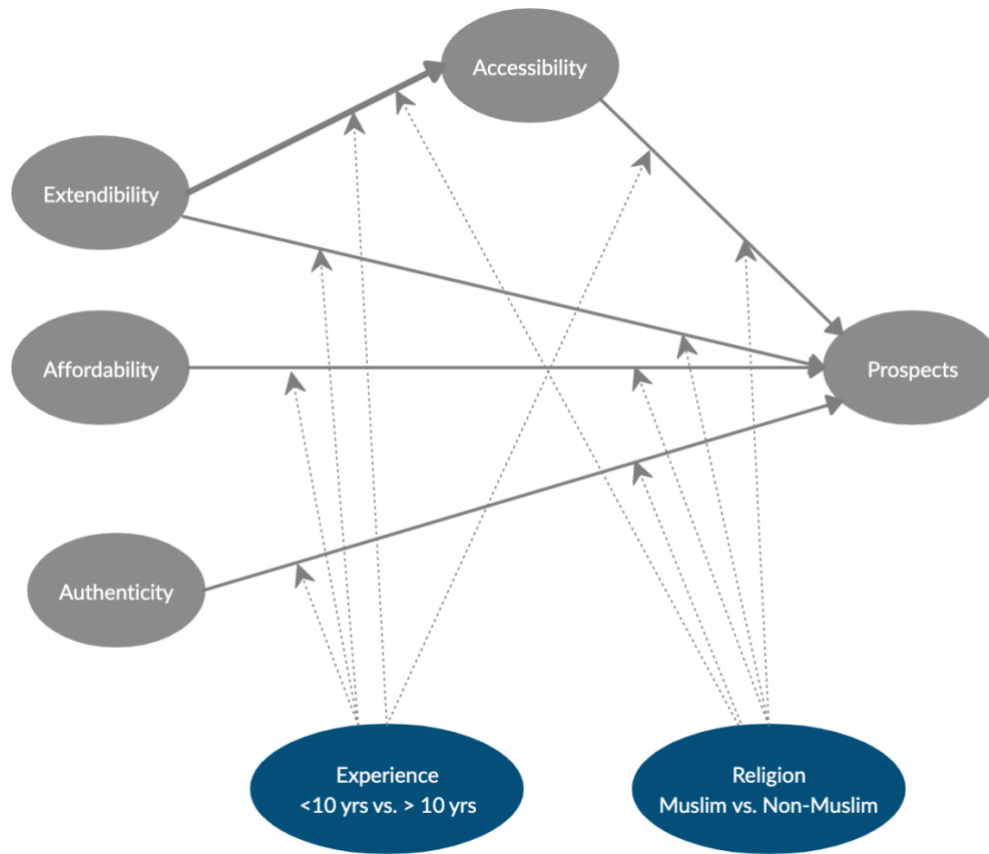 Accessibility
Extendibility
Affordability
Prospects
Authenticity
Experience
<10 yrs vs. > 10 yrs
Religion
Muslim vs. Non-Muslim